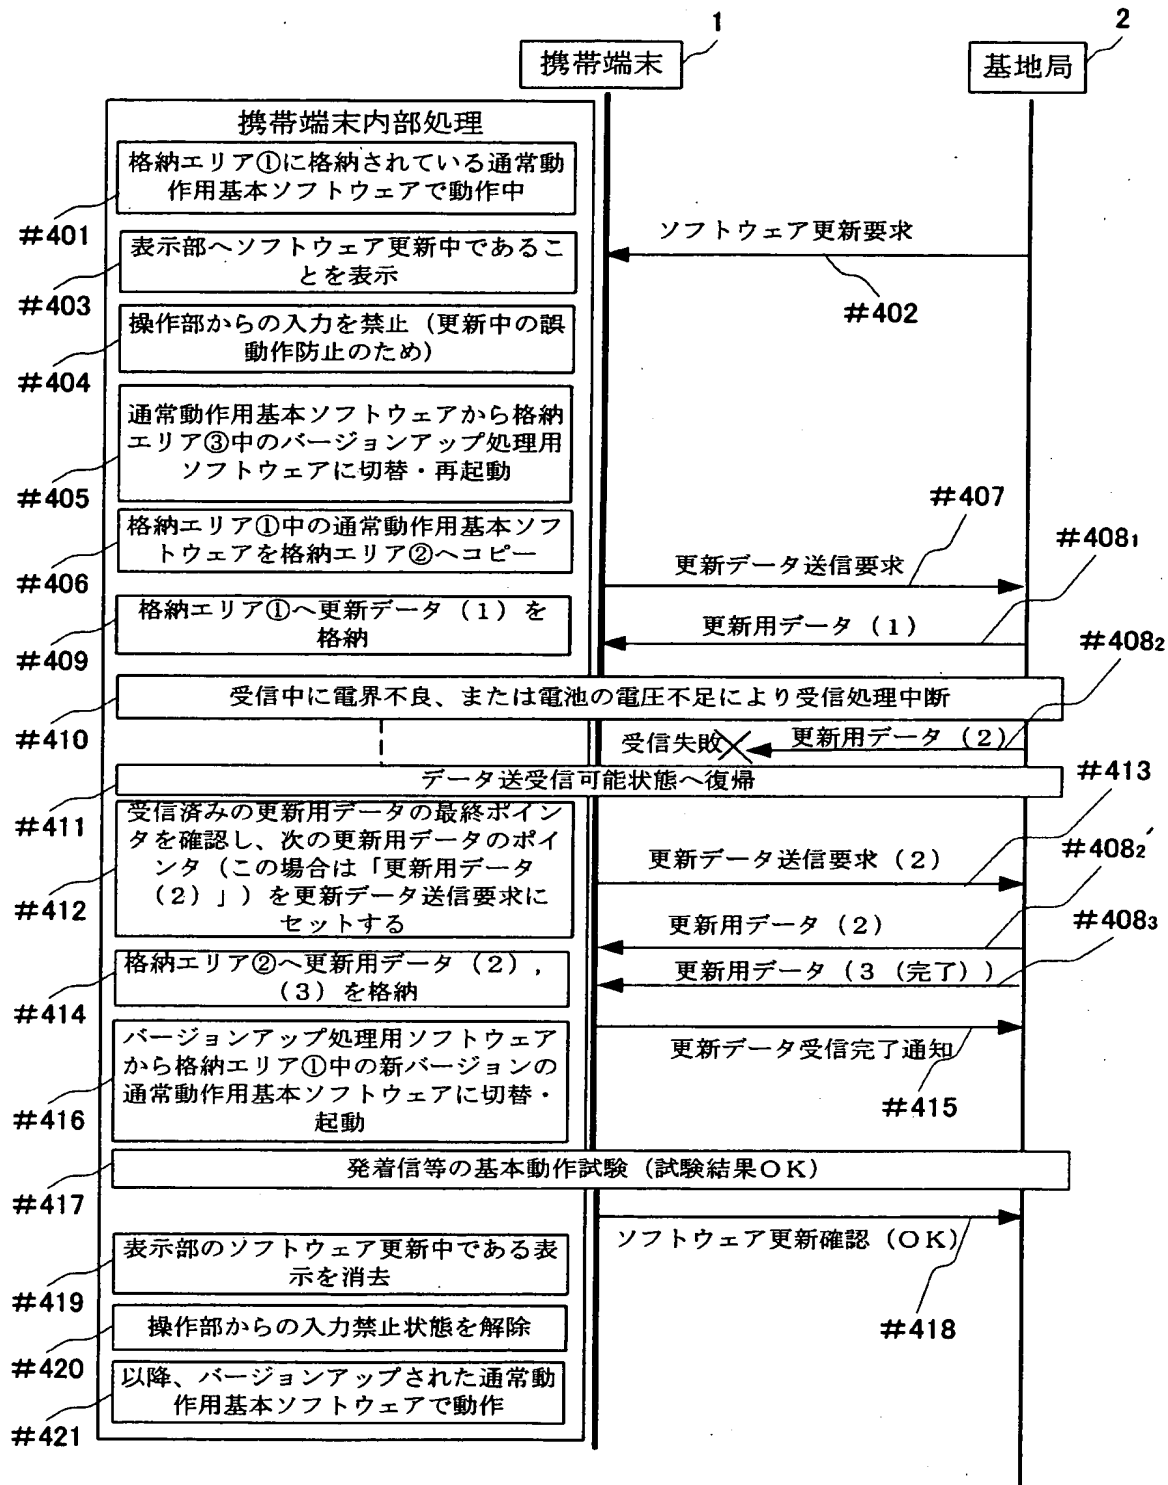 1
2
携帯端末
基地局
携帯端末内部処理
格納エリア①に格納されている通常動
作用基本ソフトウェアで動作中
#401
ソフトウェア更新要求
#402
表示部へソフトウェア更新中であるこ
とを表示
#403
操作部からの入力を禁止（更新中の誤
動作防止のため）
#404
通常動作用基本ソフトウェアから格納
エリア③中のバージョンアップ処理用
ソフトウェアに切替・再起動
#405
格納エリア①中の通常動作用基本ソフ
トウェアを格納エリア②へコピー
#406
#407
更新データ送信要求
#408₁
更新用データ（１）
格納エリア①へ更新データ（１）を
格納
#409
#408₂
受信中に電界不良、または電池の電圧不足により受信処理中断
#410
受信失敗
更新用データ（２）
データ送受信可能状態へ復帰
#411
#413
受信済みの更新用データの最終ポイン
タを確認し、次の更新用データのポイ
ンタ（この場合は「更新用データ
（２）」）を更新データ送信要求に
セットする
#412
更新データ送信要求（２）
#408₂′
更新用データ（２）
#408₃
更新用データ（３（完了））
格納エリア②へ更新用データ（２），
（３）を格納
#414
更新データ受信完了通知
#415
バージョンアップ処理用ソフトウェア
から格納エリア①中の新バージョンの
通常動作用基本ソフトウェアに切替・
起動
#416
発着信等の基本動作試験（試験結果ＯＫ）
#417
ソフトウェア更新確認（ＯＫ）
#418
表示部のソフトウェア更新中である表
示を消去
#419
操作部からの入力禁止状態を解除
#420
以降、バージョンアップされた通常動
作用基本ソフトウェアで動作
#421